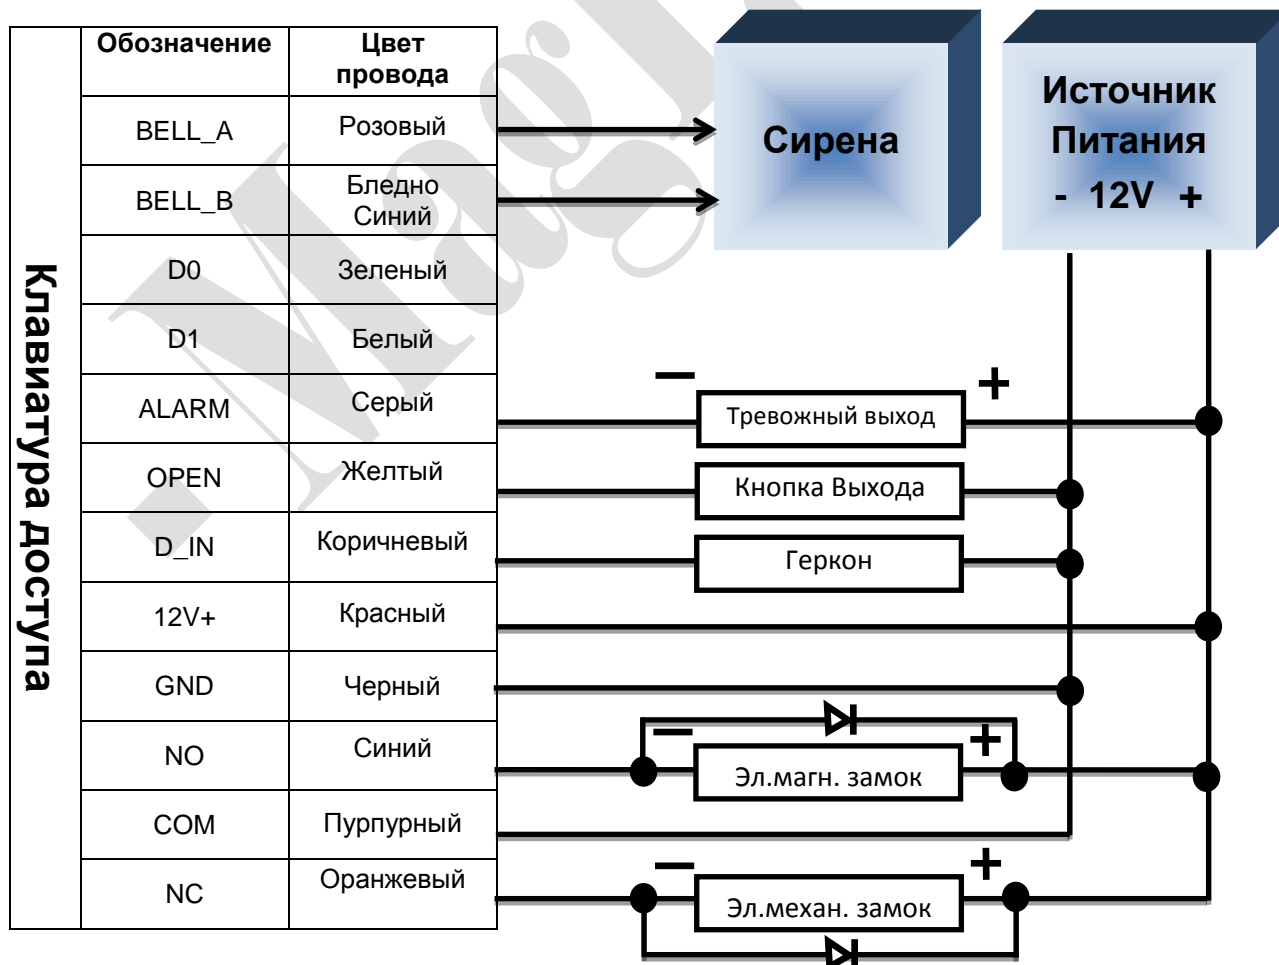 Клавиатура доступа
Обозначение Цвет
провода
BELL_A Розовый
BELL_B Бледно
Синий
D0 Зеленый
D1 Белый
ALARM Серый
OPEN Желтый
D_IN Коричневый
12V+ Красный
GND Черный
NO Синий
COM Пурпурный
NC Оранжевый
Сирена
Источник
Питания
- 12V +
− +
Тревожный выход
Кнопка Выхода
Геркон
− +
Эл.магн. замок
− +
Эл.механ. замок